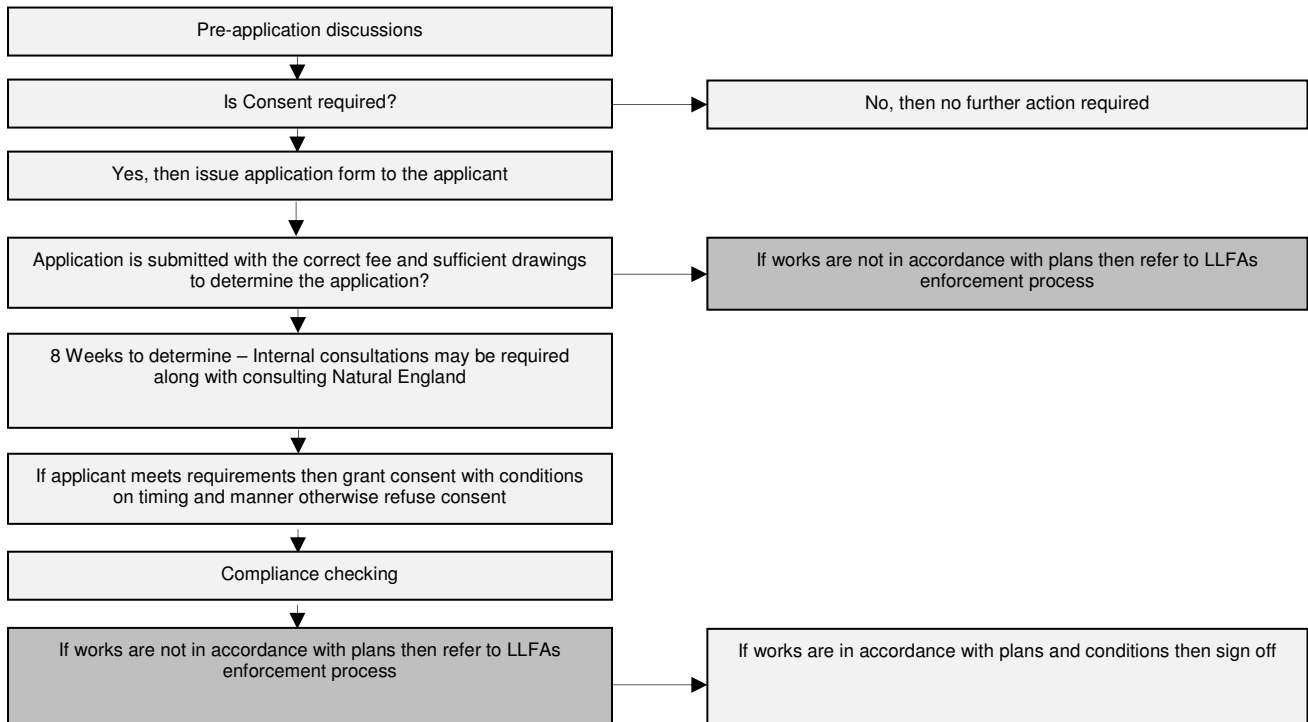 Pre-application discussions
Is Consent required?
No, then no further action required
Yes, then issue application form to the applicant
Application is submitted with the correct fee and sufficient drawings
to determine the application?
If works are not in accordance with plans then refer to LLFAs
enforcement process
8 Weeks to determine – Internal consultations may be required
along with consulting Natural England
If applicant meets requirements then grant consent with conditions
on timing and manner otherwise refuse consent
Compliance checking
If works are not in accordance with plans then refer to LLFAs
enforcement process
If works are in accordance with plans and conditions then sign off